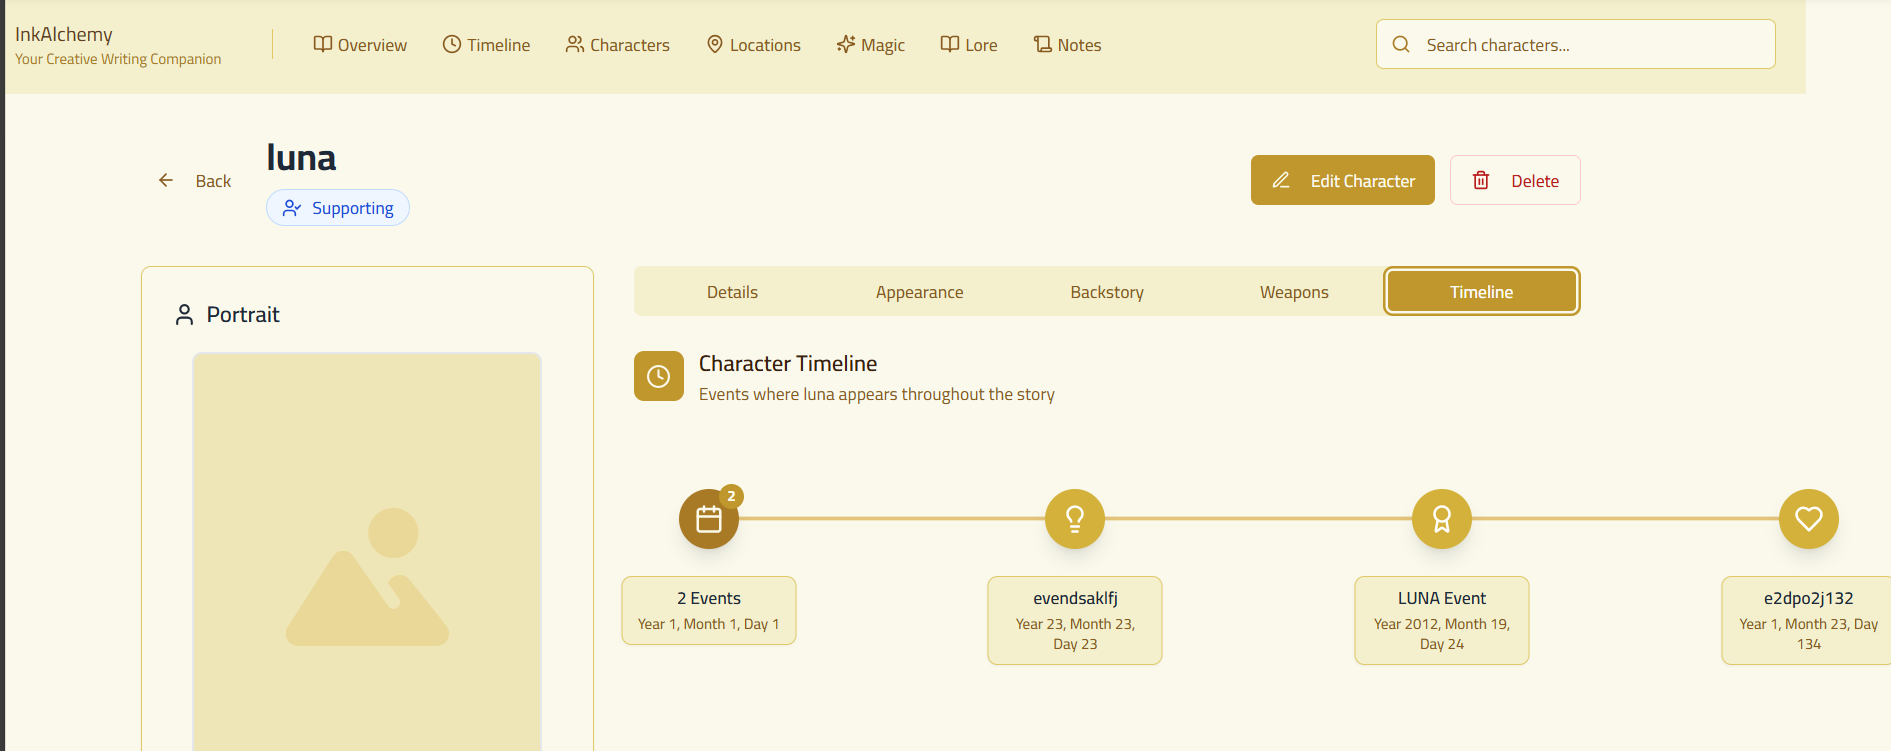 InkAlchemy
Your Creative Writing Companion
Overview
Timeline
Characters
Locations
Magic
Lore
Notes
Search characters...
Back
luna
Supporting
Edit Character
Delete
Portrait
Details
Appearance
Backstory
Weapons
Timeline
Character Timeline
Events where luna appears throughout the story
2
2 Events
Year 1, Month 1, Day 1
evendsaklfj
Year 23, Month 23,
Day 23
LUNA Event
Year 2012, Month 19,
Day 24
e2dpo2j132
Year 1, Month 23, Day
134